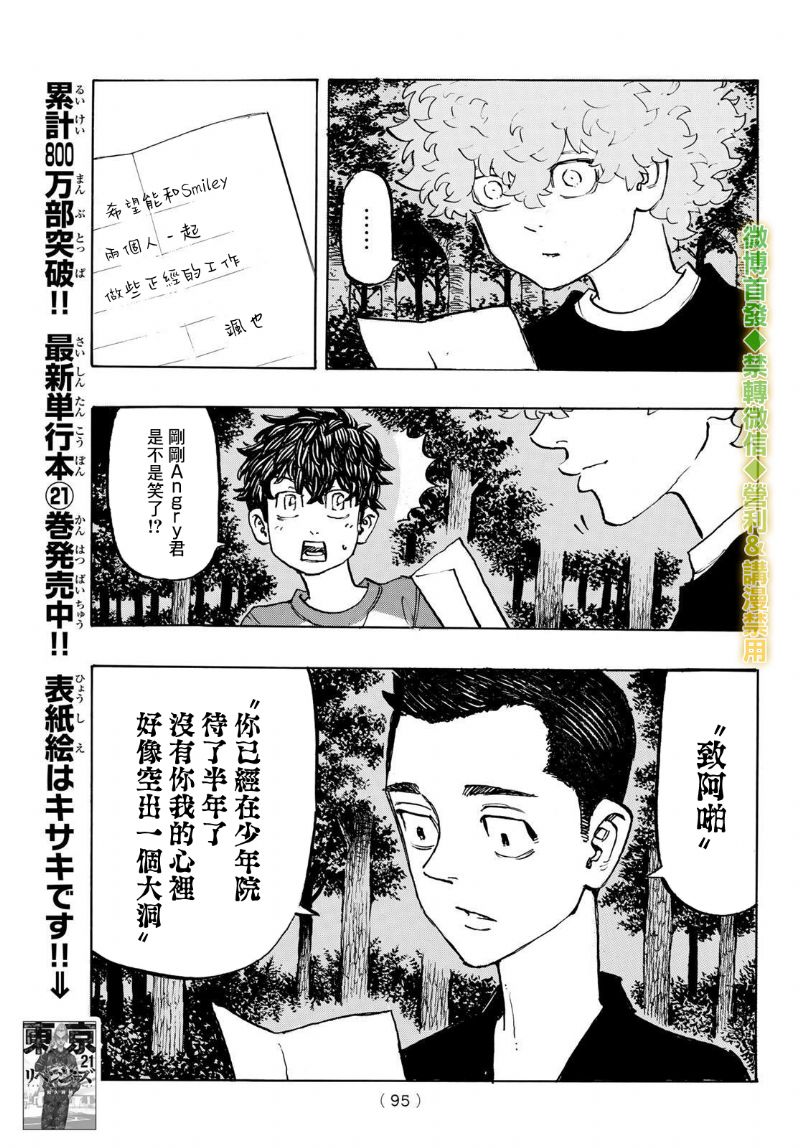 ……
希望能和Smiley
兩個人一起
做些正經的工作
颯也
剛剛Angry君
是不是笑了!?
"致阿啪"
"你已經在少年院
待了半年了
沒有你我的心裡
好像空出一個大洞"
累計800万部突破!! 最新単行本㉑巻発売中!! 表紙絵はキサキです!!⇓
るいけい まんぶとっぱ さいしんたんこうぼん かんはつばいちゅう ひょうしえ
微博首發◆禁轉微信◆營利&講漫禁用
東京
21
(95)